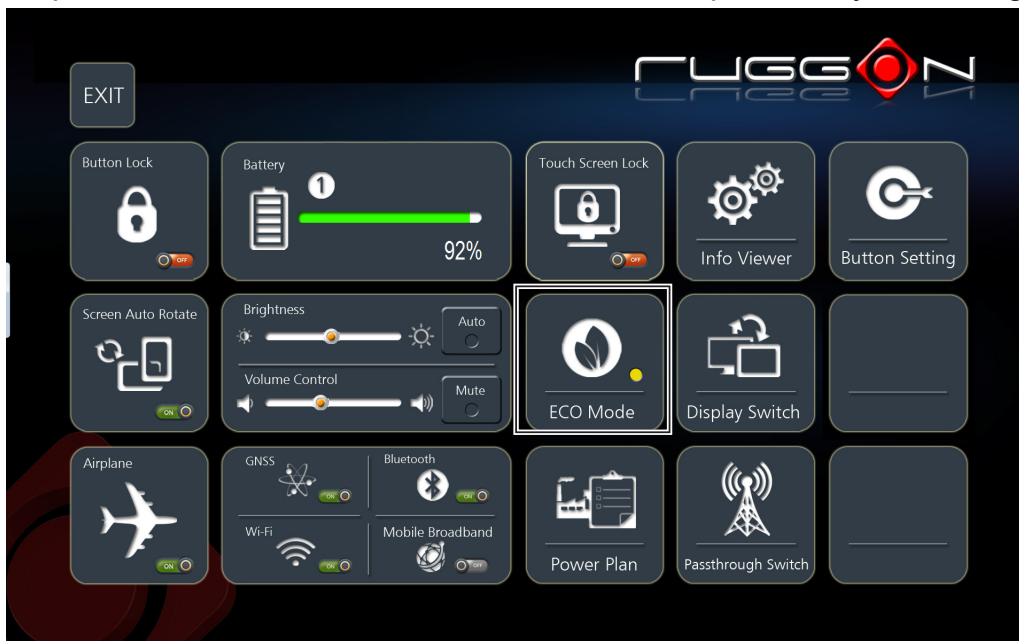 ruggon
EXIT
Button Lock
OFF
Battery
1
92%
Touch Screen Lock
OFF
Info Viewer
Button Setting
Screen Auto Rotate
ON
Brightness
Auto
Volume Control
Mute
ECO Mode
Display Switch
Airplane
ON
GNSS
ON
Bluetooth
ON
Wi-Fi
ON
Mobile Broadband
OFF
Power Plan
Passthrough Switch